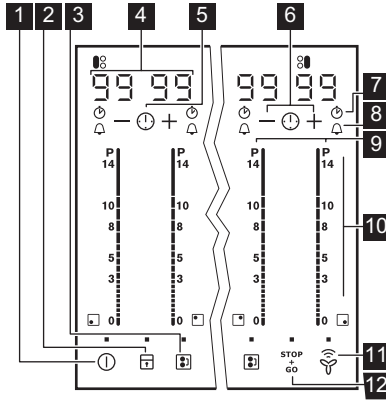 1 2 3 4 5 6
99 99 99 99
7
8
9
P P P P
14 14 14 14
10 10 10 10
10
8 8 8 8
5 5 5 5
3 3 3 3
0 0 0 0
STOP
+
GO
11
12